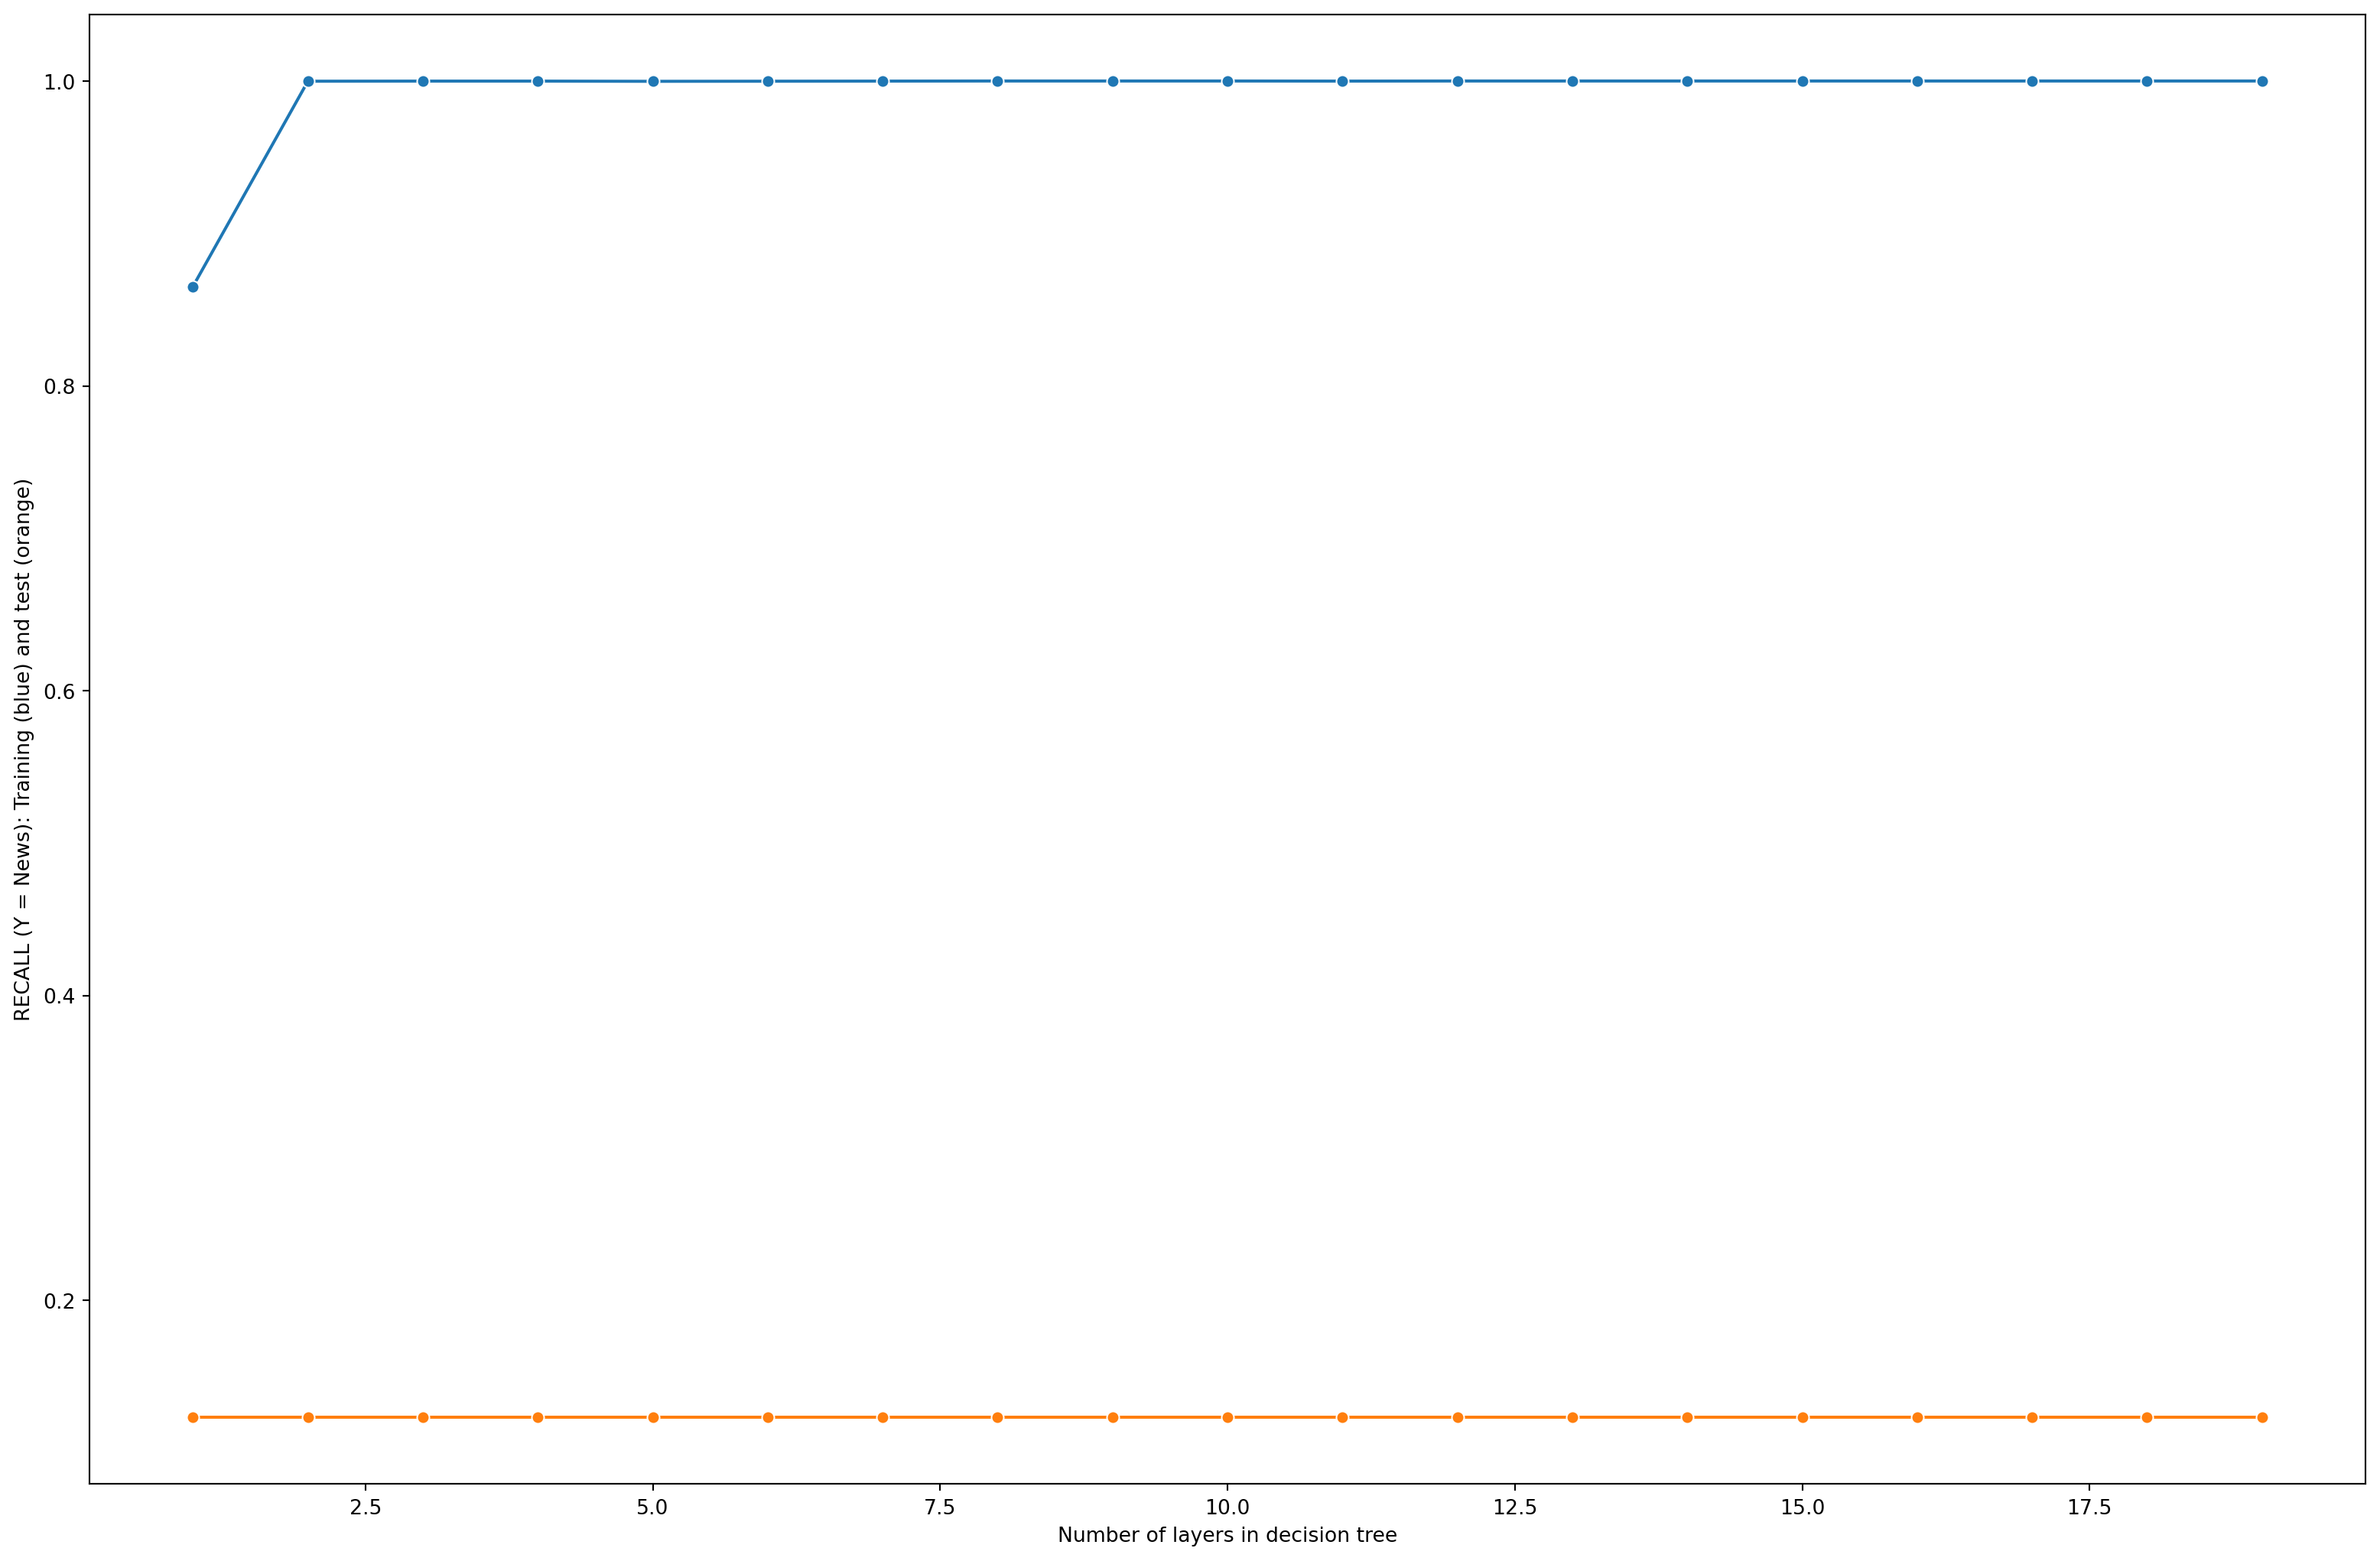 RECALL (Y = News): Training (blue) and test (orange)
1.0
0.8
0.6
0.4
0.2
2.5 5.0 7.5 10.0 12.5 15.0 17.5
Number of layers in decision tree